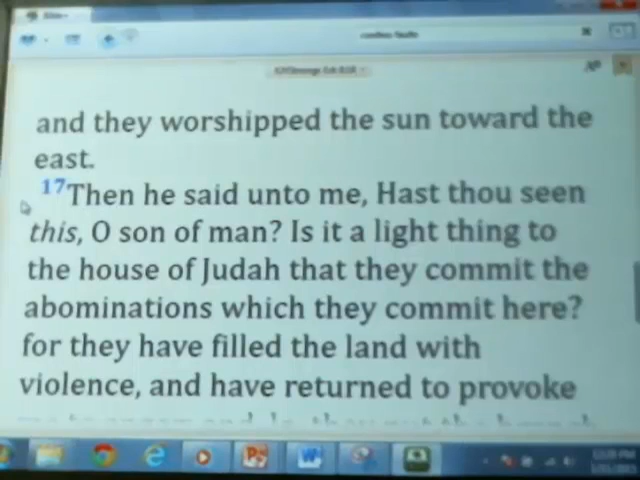 and they worshipped the sun toward the
east.
17 Then he said unto me, Hast thou seen
this, O son of man? Is it a light thing to
the house of Judah that they commit the
abominations which they commit here?
for they have filled the land with
violence, and have returned to provoke